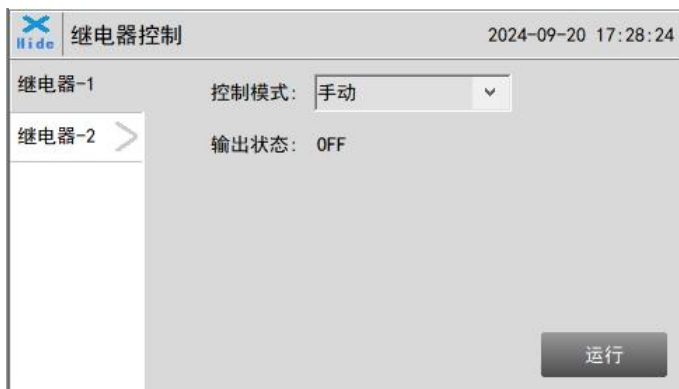 Hide 继电器控制 2024-09-20 17:28:24
继电器-1
控制模式: 手动
继电器-2
输出状态: OFF
运行